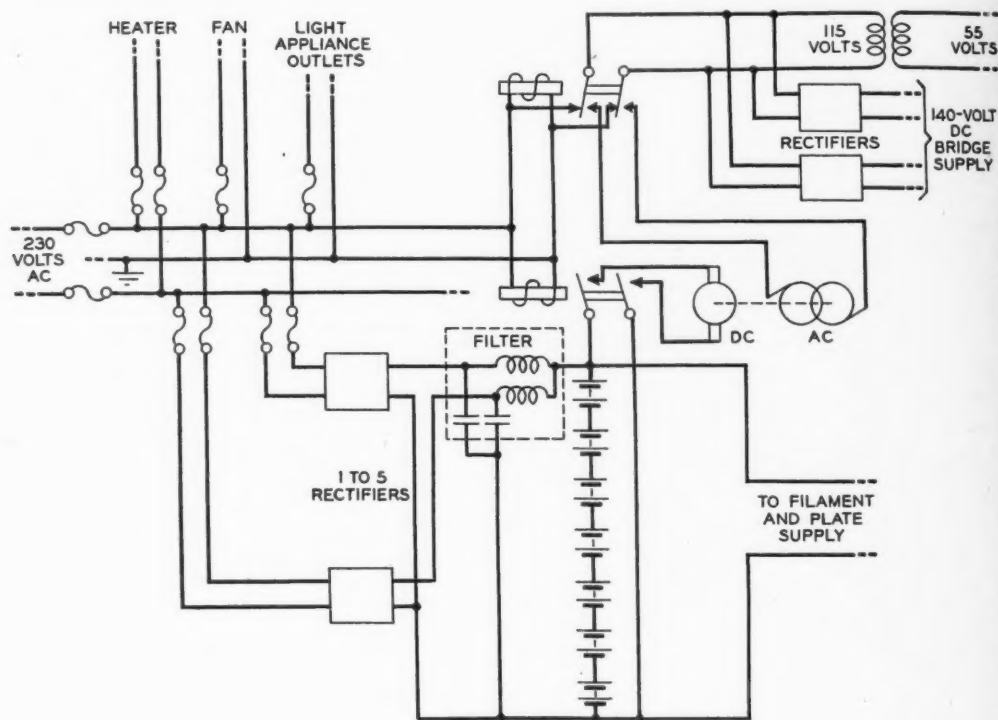 HEATER
FAN
LIGHT
APPLIANCE
OUTLETS
115
VOLTS
55
VOLTS
RECTIFIERS
140-VOLT
DC
BRIDGE
SUPPLY
230
VOLTS
AC
DC
AC
FILTER
1 TO 5
RECTIFIERS
TO FILAMENT
AND PLATE
SUPPLY